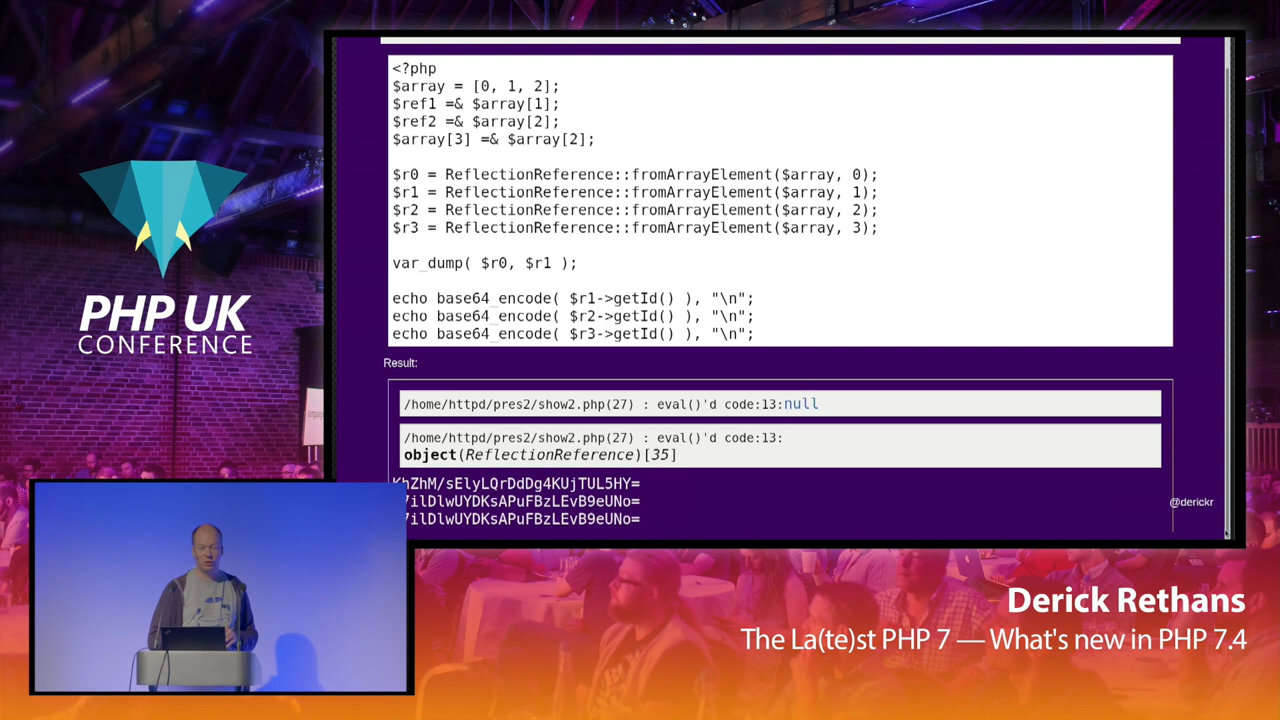 <?php
$array = [0, 1, 2];
$ref1 =& $array[1];
$ref2 =& $array[2];
$array[3] =& $array[2];
$r0 = ReflectionReference::fromArrayElement($array, 0);
$r1 = ReflectionReference::fromArrayElement($array, 1);
$r2 = ReflectionReference::fromArrayElement($array, 2);
$r3 = ReflectionReference::fromArrayElement($array, 3);
var_dump( $r0, $r1 );
echo base64_encode( $r1->getId() ), "\n";
echo base64_encode( $r2->getId() ), "\n";
echo base64_encode( $r3->getId() ), "\n";
Result:
/home/httpd/pres2/show2.php(27) : eval()'d code:13:null
/home/httpd/pres2/show2.php(27) : eval()'d code:13:
object(ReflectionReference)[35]
KhZhM/sElyLQrDdDg4KUjTUL5HY=
7ilDlwUYDKsAPuFBzLEvB9eUNo=
7ilDlwUYDKsAPuFBzLEvB9eUNo=
@derickr
PHP UK
CONFERENCE
Derick Rethans
The La(te)st PHP 7 — What's new in PHP 7.4